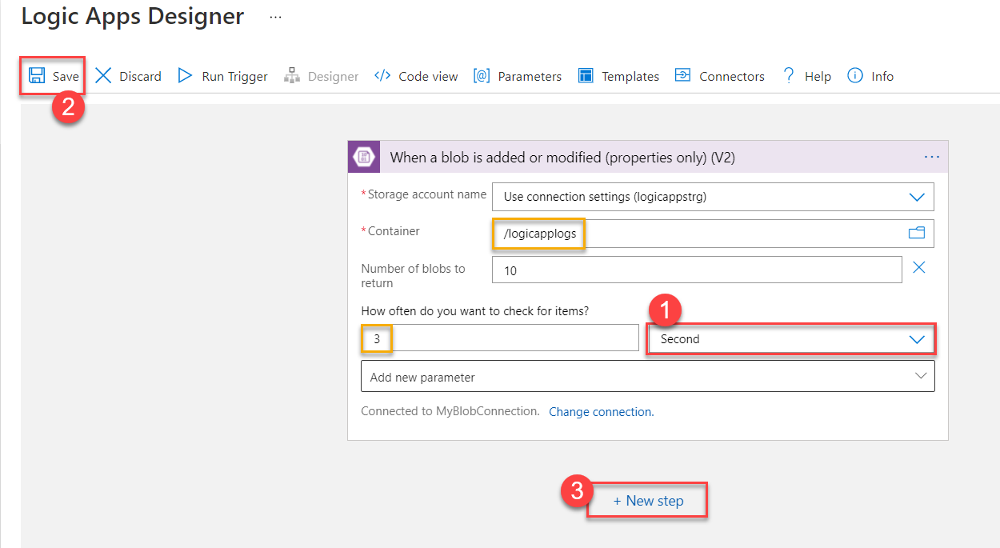 Logic Apps Designer ...
Save Discard Run Trigger Designer </> Code view [@] Parameters Templates Connectors ? Help Info
2
When a blob is added or modified (properties only) (V2) ...
*Storage account name Use connection settings (logicappstrg)
*Container /logicapplogs
Number of blobs to
return
10
How often do you want to check for items?
1
3 Second
Add new parameter
Connected to MyBlobConnection. Change connection.
3
+ New step